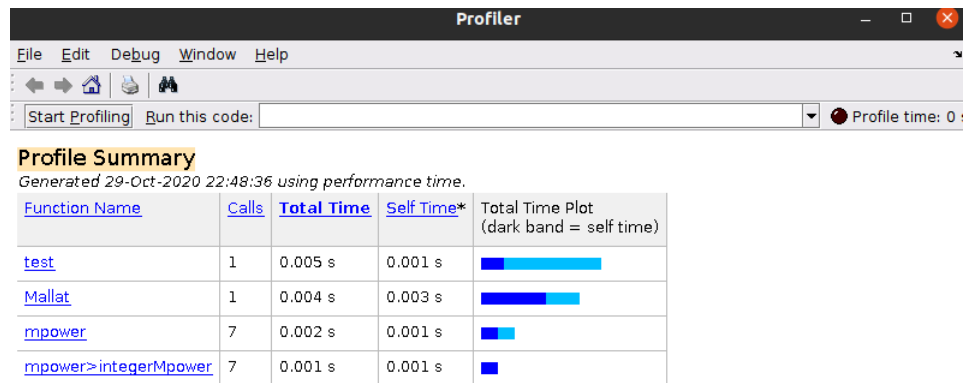 Profiler
File Edit Debug Window Help
Start Profiling Run this code: Profile time: 0
Profile Summary
Generated 29-Oct-2020 22:48:36 using performance time.
Function Name Calls Total Time Self Time* Total Time Plot
(dark band = self time)
test 1 0.005 s 0.001 s
Mallat 1 0.004 s 0.003 s
mpower 7 0.002 s 0.001 s
mpower>integerMpower 7 0.001 s 0.001 s